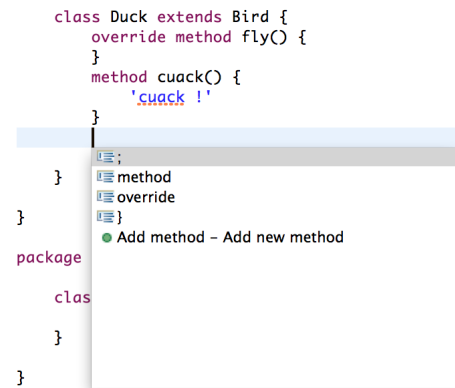 class Duck extends Bird {
override method fly() {
}
method cuack() {
'cuack !'
}
;
method
}
override
}
}
Add method – Add new method
package
clas
}
}